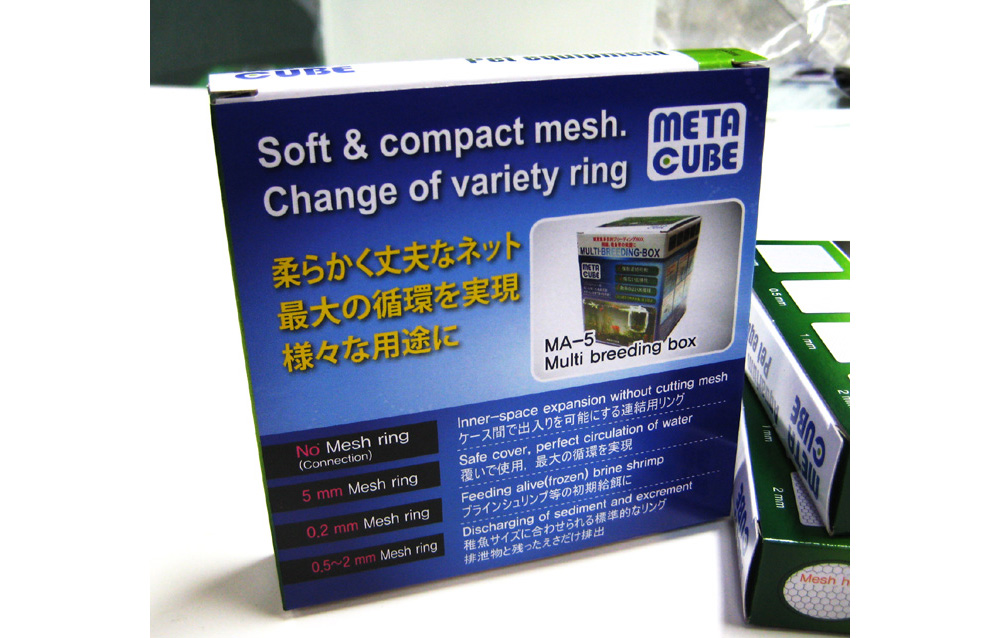 CUBE
Pet equipment
Soft & compact mesh.
Change of variety ring
META
CUBE
柔らかく丈夫なネット
最大の循環を実現
様々な用途に
MULTI-BREEDING-BOX
META
CUBE
MA-5
Multi breeding box
No Mesh ring
(Connection)
Inner-space expansion without cutting mesh
ケース間で出入りを可能にする連結用リング
5 mm Mesh ring
Safe cover, perfect circulation of water
覆いで使用, 最大の循環を実現
0.2 mm Mesh ring
Feeding alive(frozen) brine shrimp
ブラインシュリンプ等の初期給餌に
0.5~2 mm Mesh ring
Discharging of sediment and excrement
稚魚サイズに合わせられる標準的なリング
排泄物と残ったえさだけ排出
0.5 mm
1 mm
2
META
CUBE
1 mm
2 mm
CUBE
Mesh h